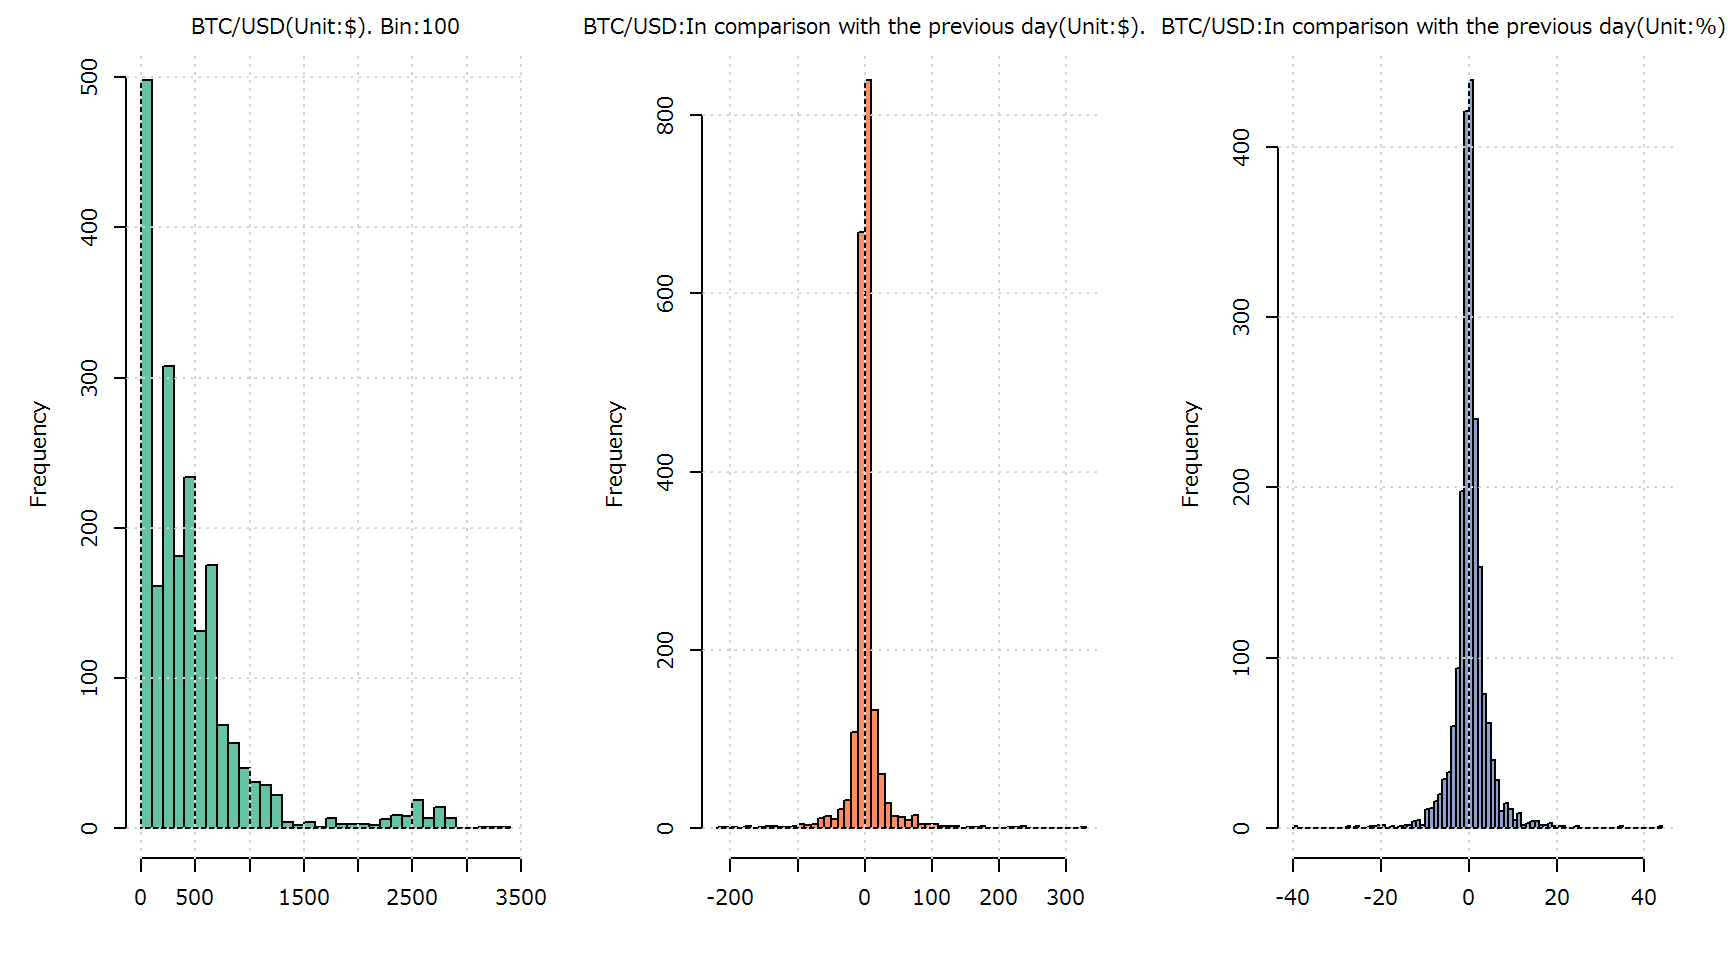 BTC/USD(Unit:$). Bin:100
Frequency
500
400
300
200
100
0
0 500 1500 2500 3500
BTC/USD:In comparison with the previous day(Unit:$).
Frequency
800
600
400
200
0
-200 0 100 200 300
BTC/USD:In comparison with the previous day(Unit:%)
Frequency
400
300
200
100
0
-40 -20 0 20 40